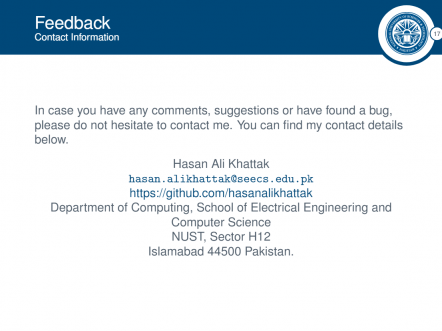 Feedback
Contact Information
17
In case you have any comments, suggestions or have found a bug,
please do not hesitate to contact me. You can find my contact details
below.
Hasan Ali Khattak
hasan.alikhattak@seecs.edu.pk
https://github.com/hasanalikhattak
Department of Computing, School of Electrical Engineering and
Computer Science
NUST, Sector H12
Islamabad 44500 Pakistan.